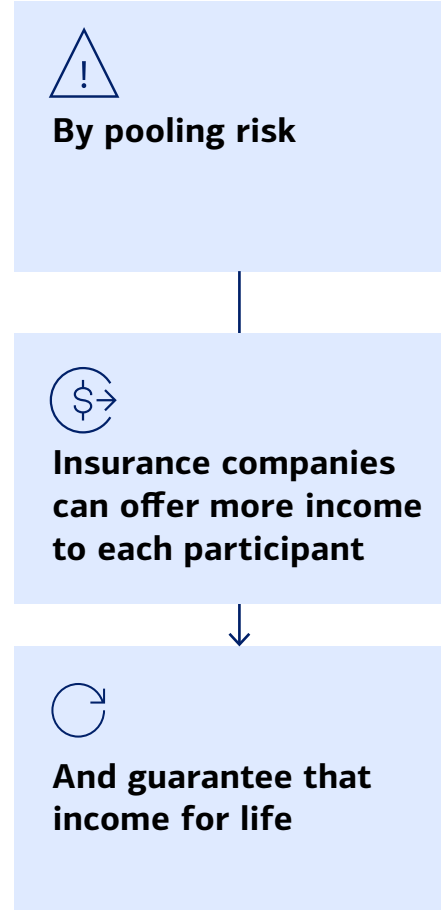 By pooling risk
Insurance companies
can offer more income
to each participant
And guarantee that
income for life